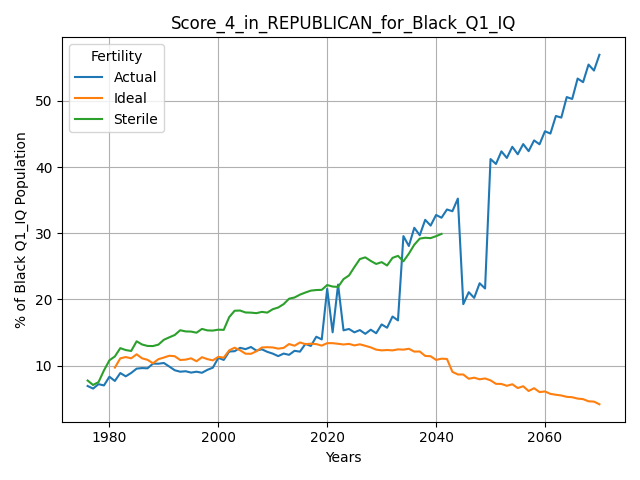 Score_4_in_REPUBLICAN_for_Black_Q1_IQ
Fertility
Actual
Ideal
Sterile
% of Black Q1_IQ Population
50
40
30
20
10
1980 2000 2020 2040 2060
Years